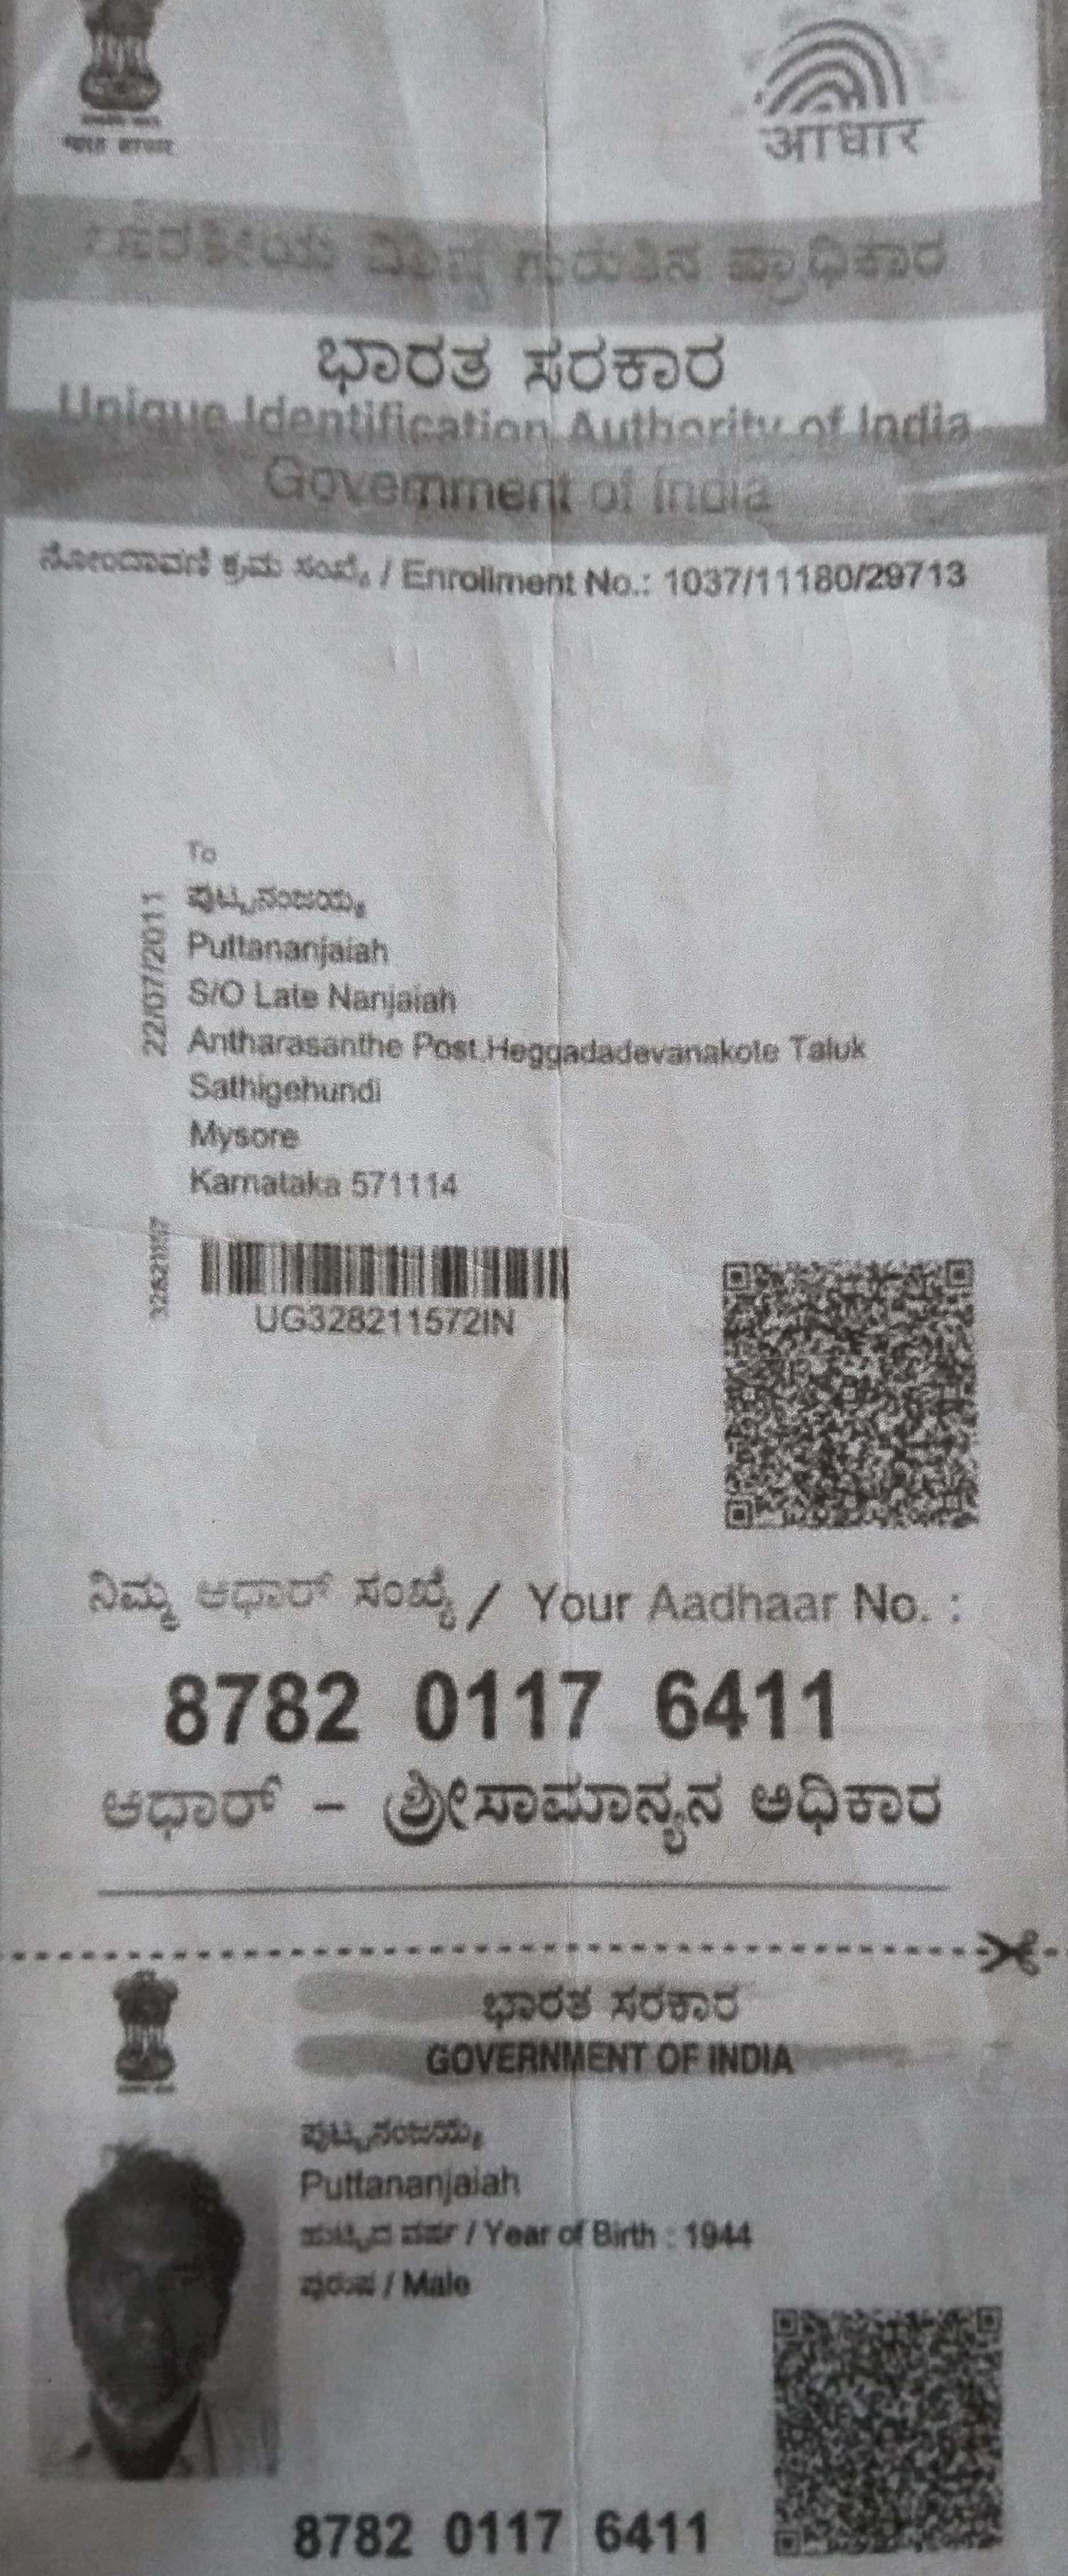 भारत सरकार
आधार
ಭಾರತೀಯ ವಿಶಿಷ್ಟ ಗುರುತಿನ ಪ್ರಾಧಿಕಾರ
ಭಾರತ ಸರಕಾರ
Unique Identification Authority of India
Government of India
ನೋಂದಾವಣಿ ಕ್ರಮ ಸಂಖ್ಯೆ / Enrollment No.: 1037/11180/29713
To
ಪುಟ್ಟನಂಜಯ್ಯ
Puttananjaiah
S/O Late Nanjaiah
Antharasanthe Post,Heggadadevanakote Taluk
Sathigehundi
Mysore
Karnataka 571114
22/07/2011
UG328211572IN
ನಿಮ್ಮ ಆಧಾರ್ ಸಂಖ್ಯೆ / Your Aadhaar No. :
8782 0117 6411
ಆಧಾರ್ - ಶ್ರೀಸಾಮಾನ್ಯನ ಅಧಿಕಾರ
ಭಾರತ ಸರಕಾರ
GOVERNMENT OF INDIA
ಪುಟ್ಟನಂಜಯ್ಯ
Puttananjaiah
ಹುಟ್ಟಿದ ವರ್ಷ / Year of Birth : 1944
ಪುರುಷ / Male
8782 0117 6411